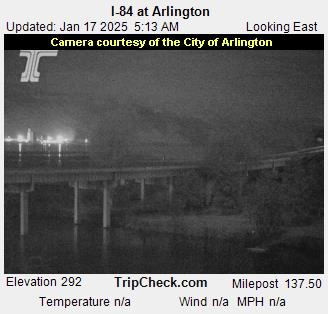 I-84 at Arlington
Updated: Jan 17 2025 5:13 AM Looking East
Camera courtesy of the City of Arlington
Elevation 292 TripCheck.com Milepost 137.50
Temperature n/a Wind n/a MPH n/a